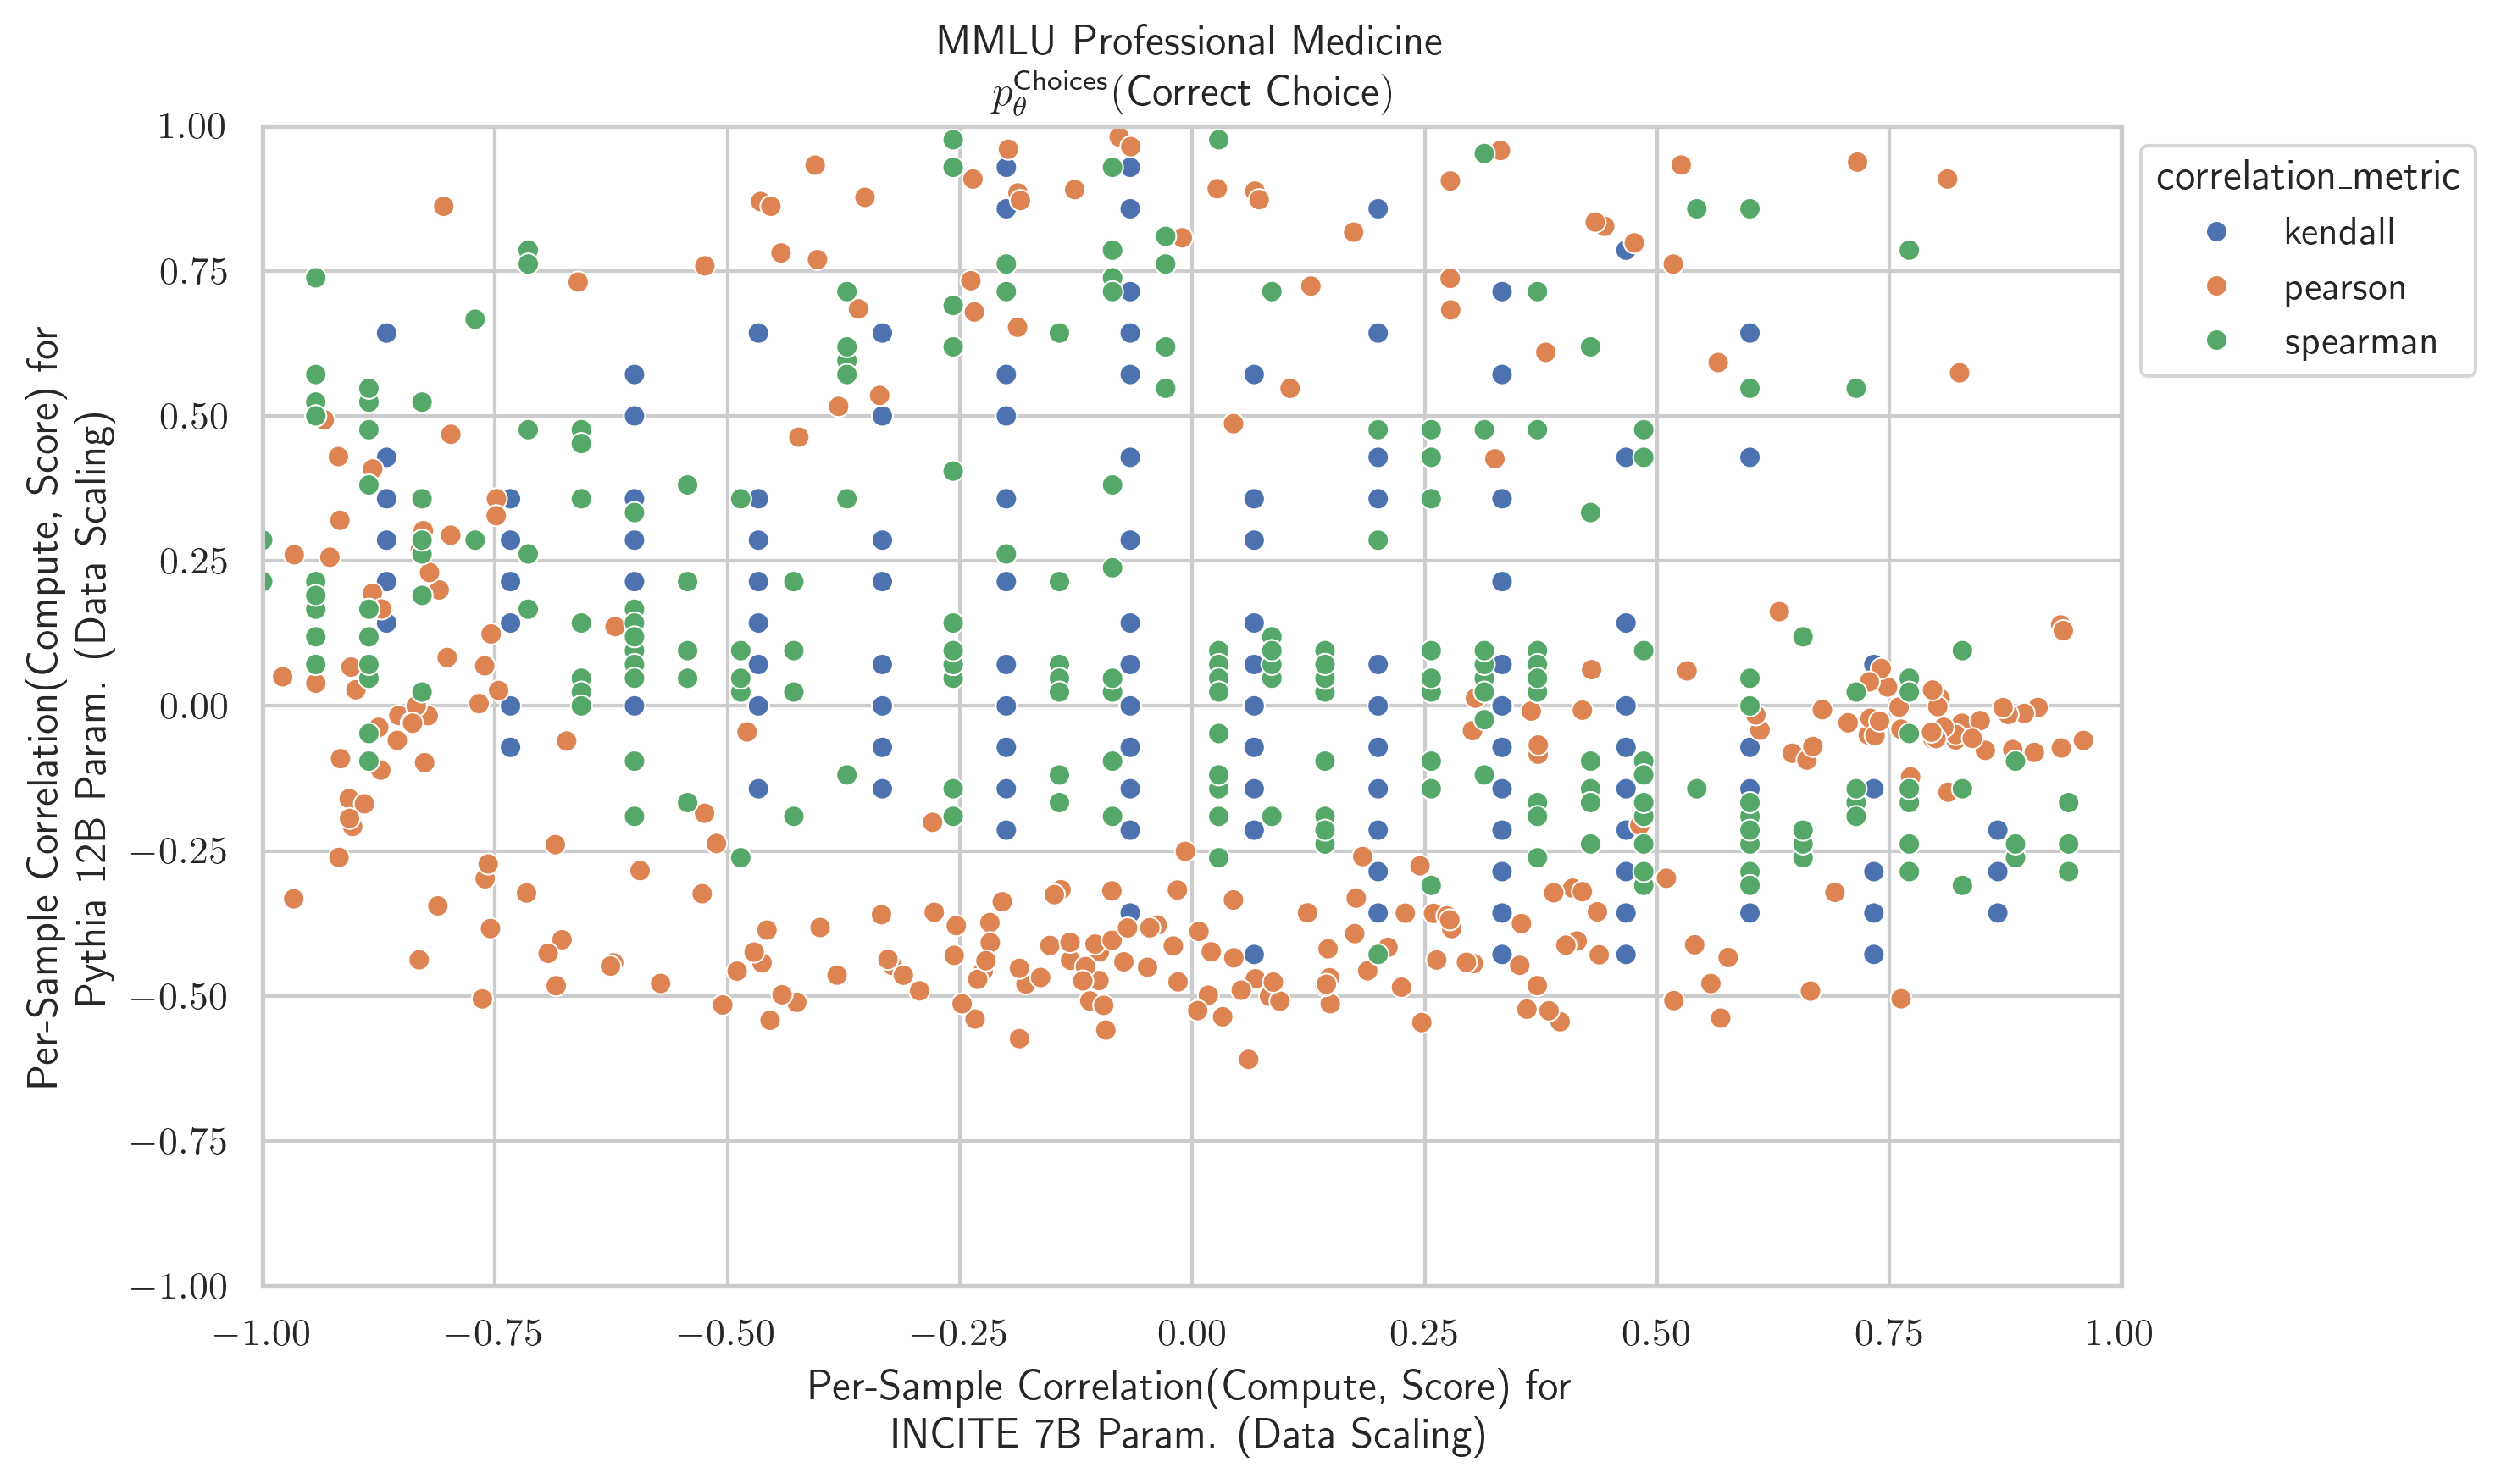 MMLU Professional Medicine
p_θ^Choices(Correct Choice)
1.00
0.75
0.50
0.25
0.00
−0.25
−0.50
−0.75
−1.00
Per-Sample Correlation(Compute, Score) for
Pythia 12B Param. (Data Scaling)
−1.00
−0.75
−0.50
−0.25
0.00
0.25
0.50
0.75
1.00
Per-Sample Correlation(Compute, Score) for
INCITE 7B Param. (Data Scaling)
correlation_metric
kendall
pearson
spearman